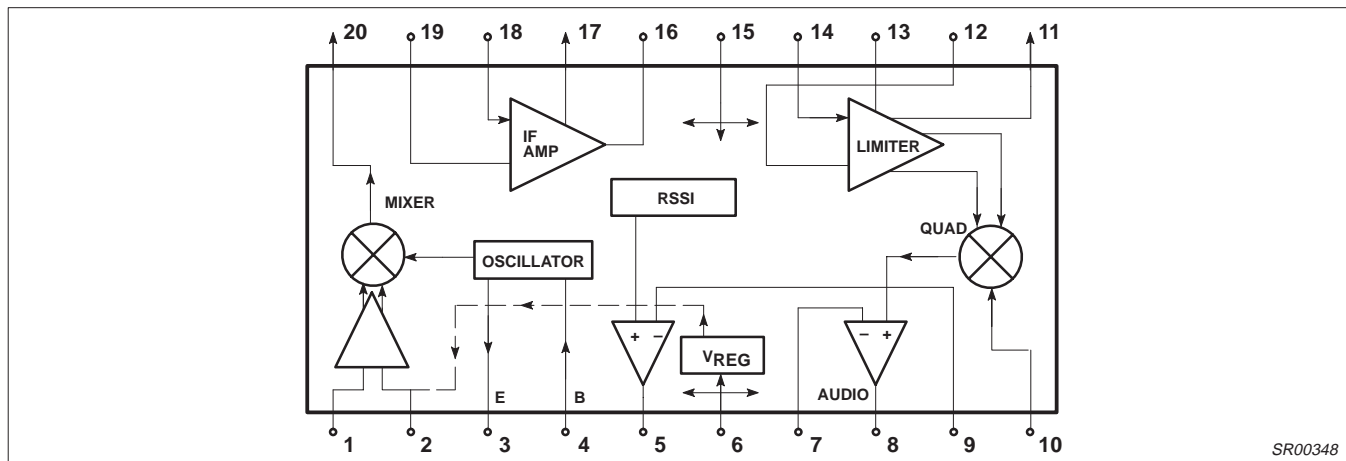 20 19 18 17 16 15 14 13 12 11
IF
AMP
LIMITER
RSSI
MIXER
QUAD
OSCILLATOR
+ − − +
VREG
E B AUDIO
1 2 3 4 5 6 7 8 9 10
SR00348